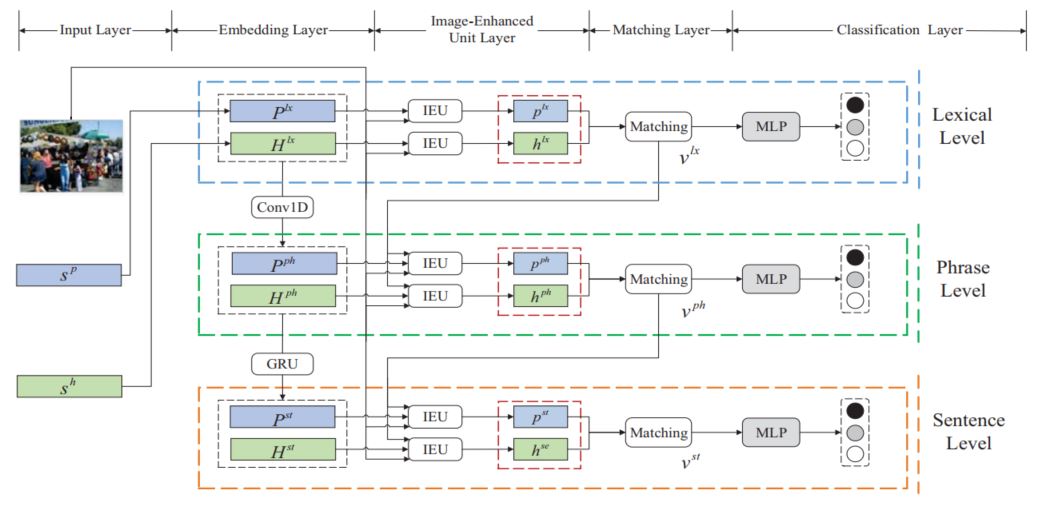 Input Layer
Embedding Layer
Image-Enhanced
Unit Layer
Matching Layer
Classification Layer
P^lx
IEU
p^lx
H^lx
IEU
h^lx
Matching
v^lx
MLP
Lexical
Level
Conv1D
s^p
P^ph
IEU
p^ph
H^ph
IEU
h^ph
Matching
v^ph
MLP
Phrase
Level
GRU
s^h
P^st
IEU
p^st
H^st
IEU
h^se
Matching
v^st
MLP
Sentence
Level